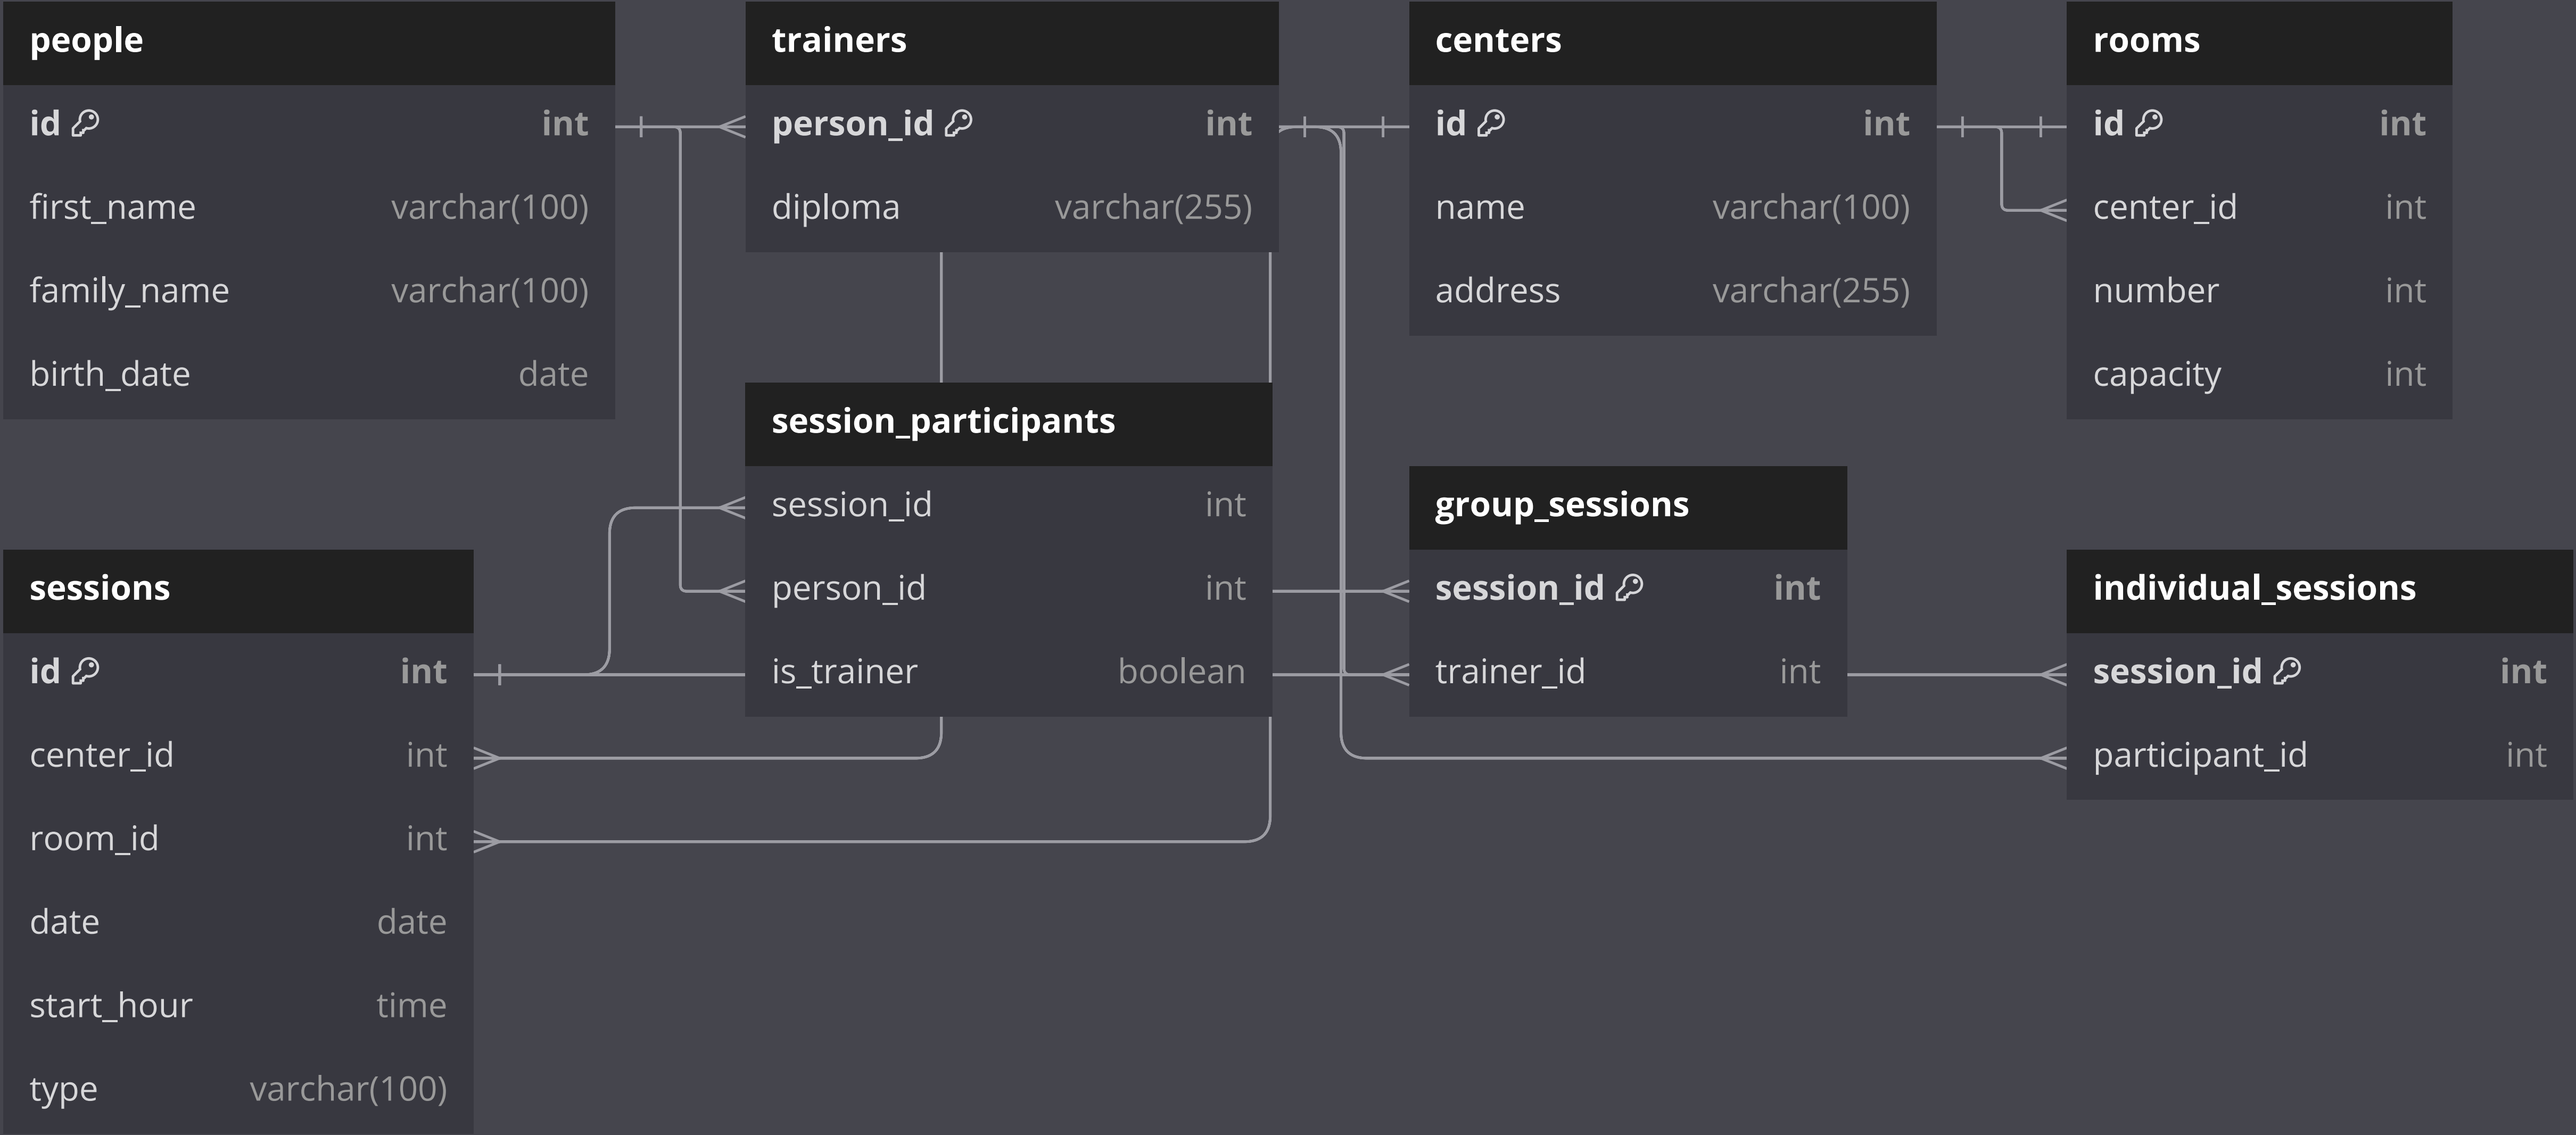 people
id int
first_name varchar(100)
family_name varchar(100)
birth_date date
trainers
person_id int
diploma varchar(255)
centers
id int
name varchar(100)
address varchar(255)
rooms
id int
center_id int
number int
capacity int
session_participants
session_id int
person_id int
is_trainer boolean
group_sessions
session_id int
trainer_id int
sessions
id int
center_id int
room_id int
date date
start_hour time
type varchar(100)
individual_sessions
session_id int
participant_id int